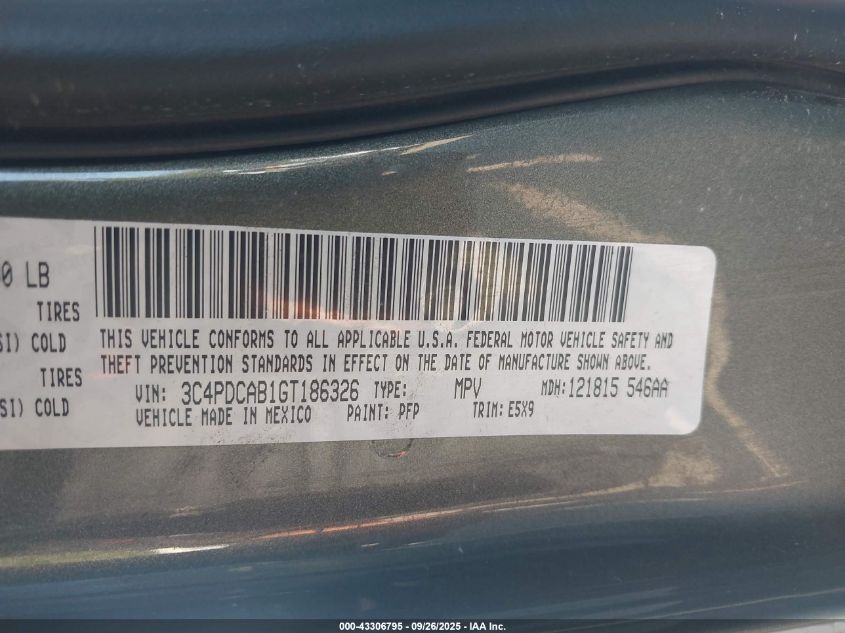 0 LB
TIRES
SI) COLD
TIRES
SI) COLD
THIS VEHICLE CONFORMS TO ALL APPLICABLE U.S.A. FEDERAL MOTOR VEHICLE SAFETY AND
THEFT PREVENTION STANDARDS IN EFFECT ON THE DATE OF MANUFACTURE SHOWN ABOVE.
VIN: 3C4PDCAB1GT186326 TYPE: MPV MDH:121815 546AA
VEHICLE MADE IN MEXICO PAINT: PFP TRIM: E5X9
000-43306795 - 09/26/2025 - IAA Inc.